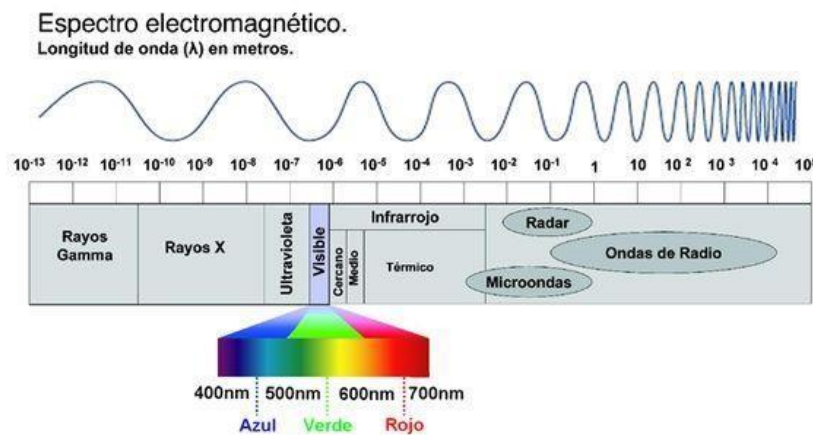 Espectro electromagnético.
Longitud de onda (λ) en metros.
10-13 10-12 10-11 10-10 10-9 10-8 10-7 10-6 10-5 10-4 10-3 10-2 10-1 1 10 10 2 10 3 10 4 105
Rayos Gamma
Rayos X
Ultravioleta
Visible
Infrarrojo
Cercano
Medio
Térmico
Radar
Ondas de Radio
Microondas
400nm 500nm 600nm 700nm
Azul Verde Rojo